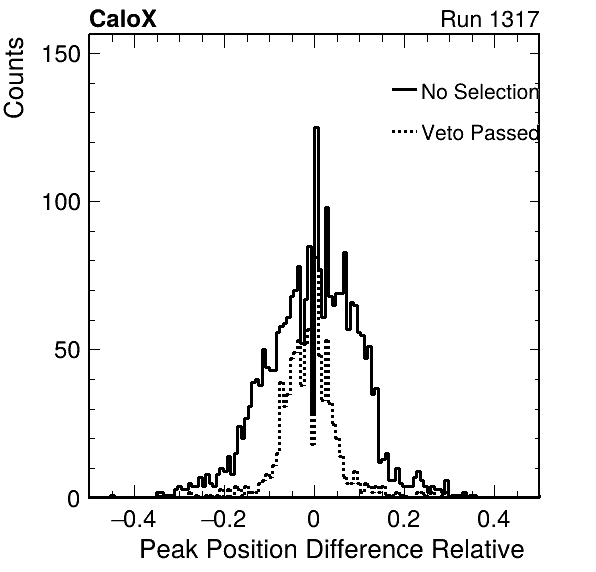 CaloX Run 1317
Counts
150
No Selection
Veto Passed
100
50
0
−0.4 −0.2 0 0.2 0.4
Peak Position Difference Relative